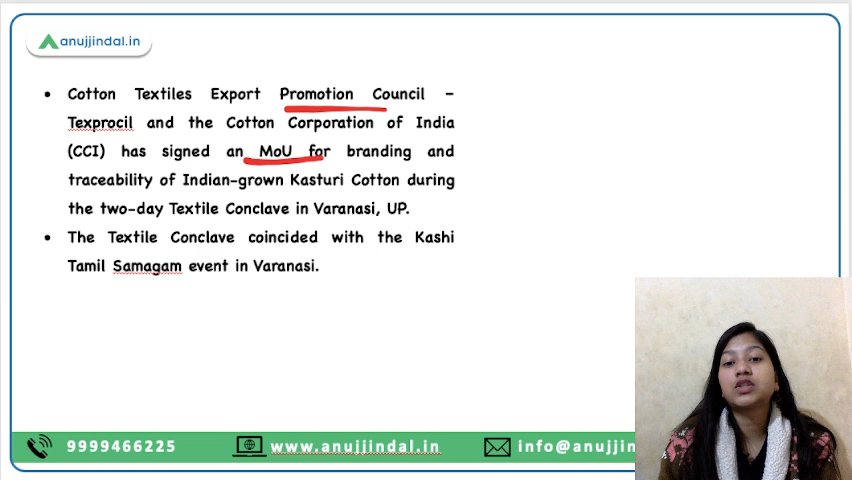 anujjindal.in
• Cotton Textiles Export Promotion Council –
Texprocil and the Cotton Corporation of India
(CCI) has signed an MoU for branding and
traceability of Indian-grown Kasturi Cotton during
the two-day Textile Conclave in Varanasi, UP.
• The Textile Conclave coincided with the Kashi
Tamil Samagam event in Varanasi.
9999466225 www.anujjindal.in info@anujjin